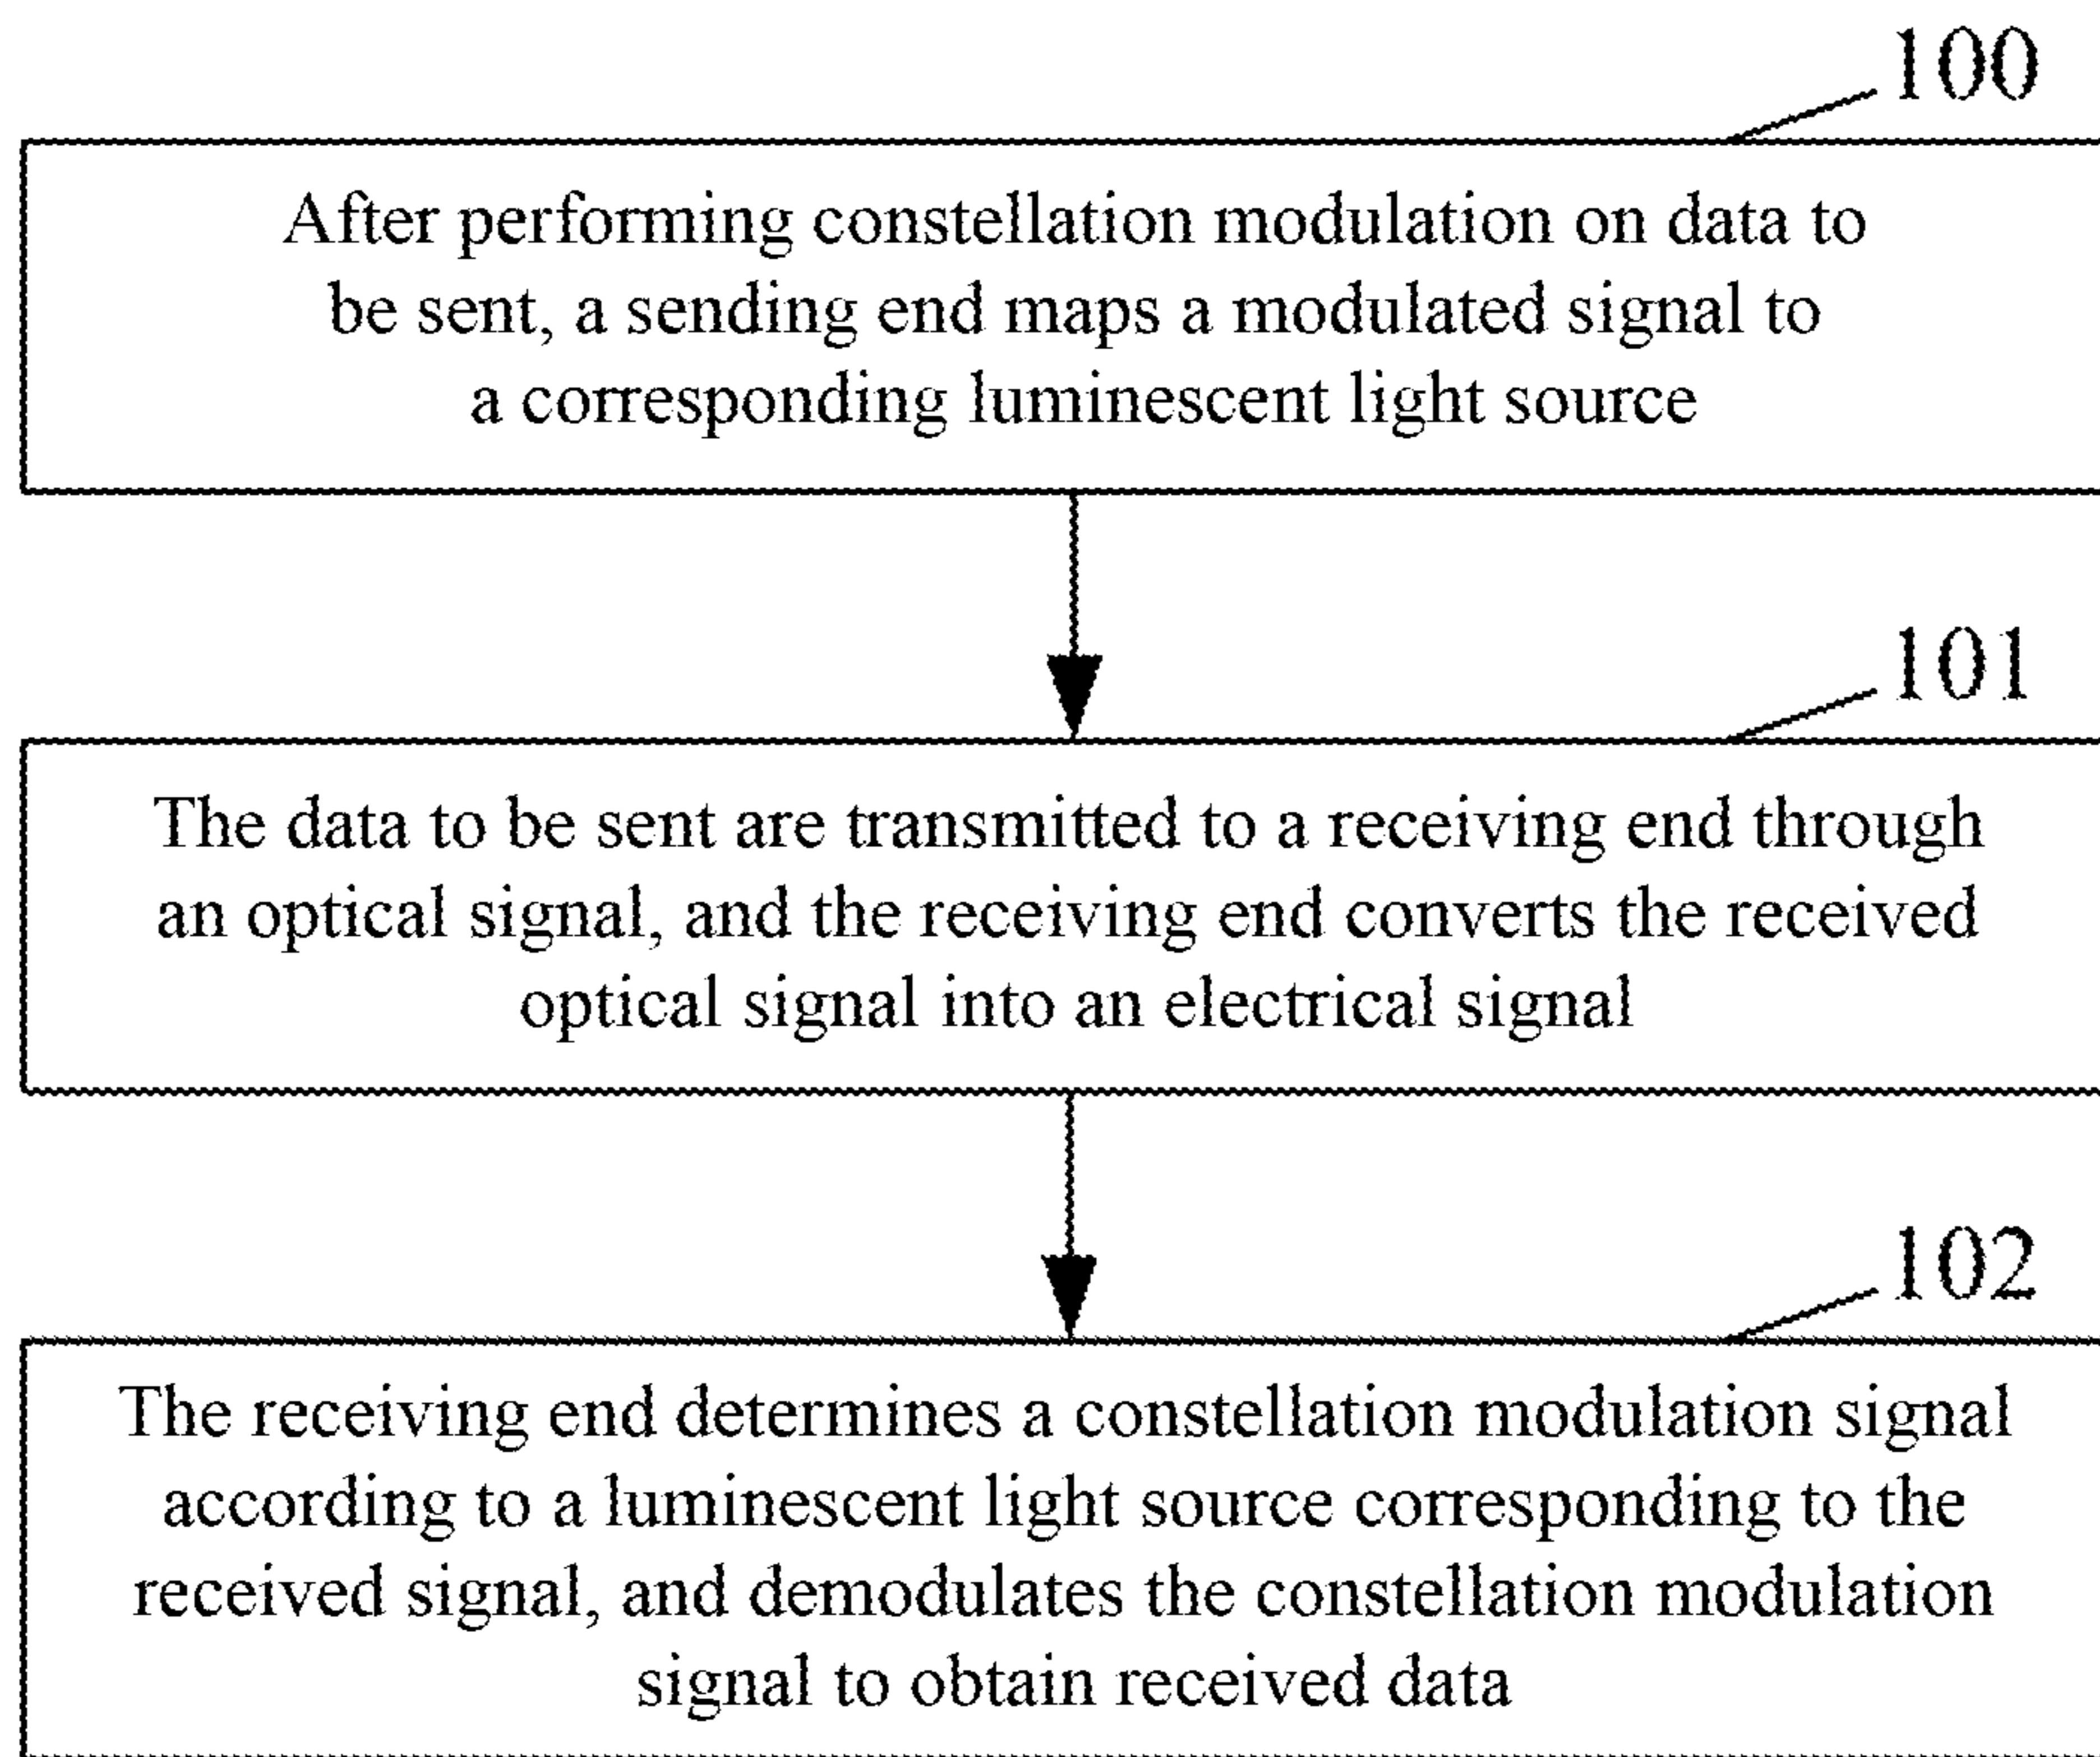 100
After performing constellation modulation on data to
be sent, a sending end maps a modulated signal to
a corresponding luminescent light source
101
The data to be sent are transmitted to a receiving end through
an optical signal, and the receiving end converts the received
optical signal into an electrical signal
102
The receiving end determines a constellation modulation signal
according to a luminescent light source corresponding to the
received signal, and demodulates the constellation modulation
signal to obtain received data